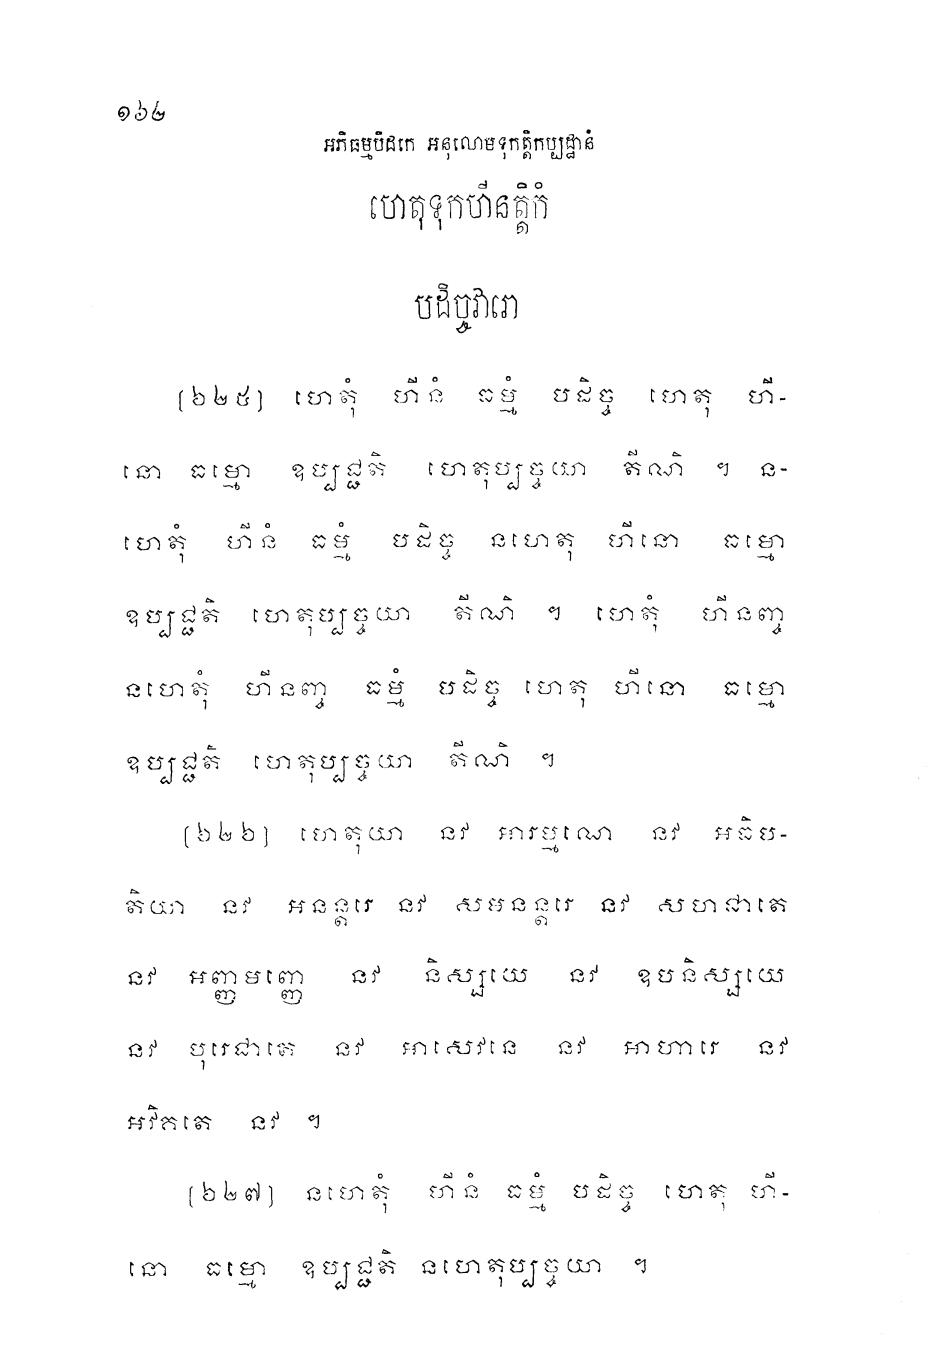 ១៦៤
អភិធម្មបិដកេ អនុលោមទុកត្តិកប្បដ្ឋានំ
ហេតុទុកហីនត្តិកំ
បដិច្ចវារោ
(៦២៥) ហេតុំ ហីនំ ធម្មំ បដិច្ច ហេតុ ហី-
នោ ធម្មោ ឧប្បជ្ជតិ ហេតុប្បច្ចយា តីណិ ។ ន-
ហេតុំ ហីនំ ធម្មំ បដិច្ច នហេតុ ហីនោ ធម្មោ
ឧប្បជ្ជតិ ហេតុប្បច្ចយា តីណិ ។ ហេតុំ ហីនញ្ច
នហេតុំ ហីនញ្ច ធម្មំ បដិច្ច ហេតុ ហីនោ ធម្មោ
ឧប្បជ្ជតិ ហេតុប្បច្ចយា តីណិ ។
(៦២៦) ហេតុយា នវ អារម្មណេ នវ អធិប-
តិយា នវ អនន្តរេ នវ សមនន្តរេ នវ សហជាតេ
នវ អញ្ញមញ្ញេ នវ និស្សយេ នវ ឧបនិស្សយេ
នវ បុរេជាតេ នវ អាសេវនេ នវ អាហារេ នវ
អវិគតេ នវ ។
(៦២៧) នហេតុំ ហីនំ ធម្មំ បដិច្ច ហេតុ ហី-
នោ ធម្មោ ឧប្បជ្ជតិ នហេតុប្បច្ចយា ។